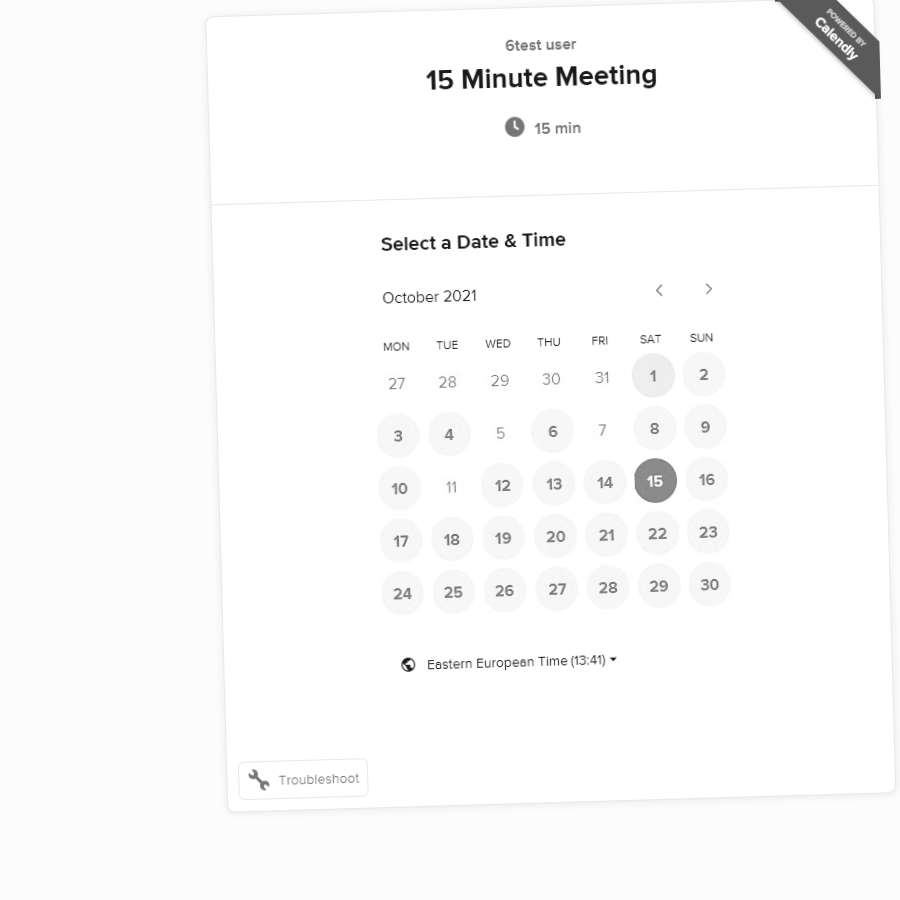 POWERED BY
Calendly
6test user
15 Minute Meeting
15 min
Select a Date & Time
October 2021
MON TUE WED THU FRI SAT SUN
27 28 29 30 31 1 2
3 4 5 6 7 8 9
10 11 12 13 14 15 16
17 18 19 20 21 22 23
24 25 26 27 28 29 30
Eastern European Time (13:41)
Troubleshoot